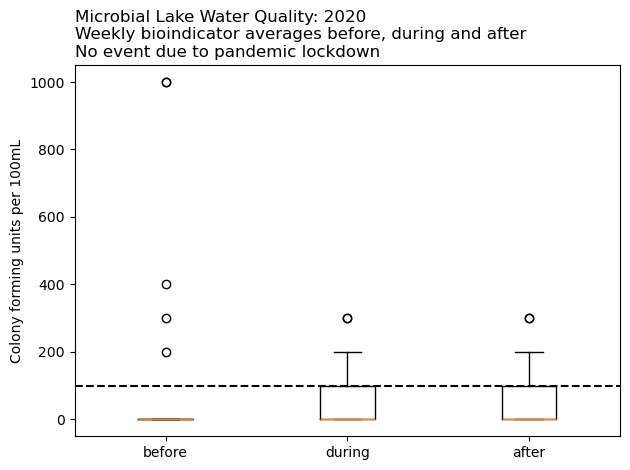 Microbial Lake Water Quality: 2020
Weekly bioindicator averages before, during and after
No event due to pandemic lockdown
Colony forming units per 100mL
1000
800
600
400
200
0
before during after